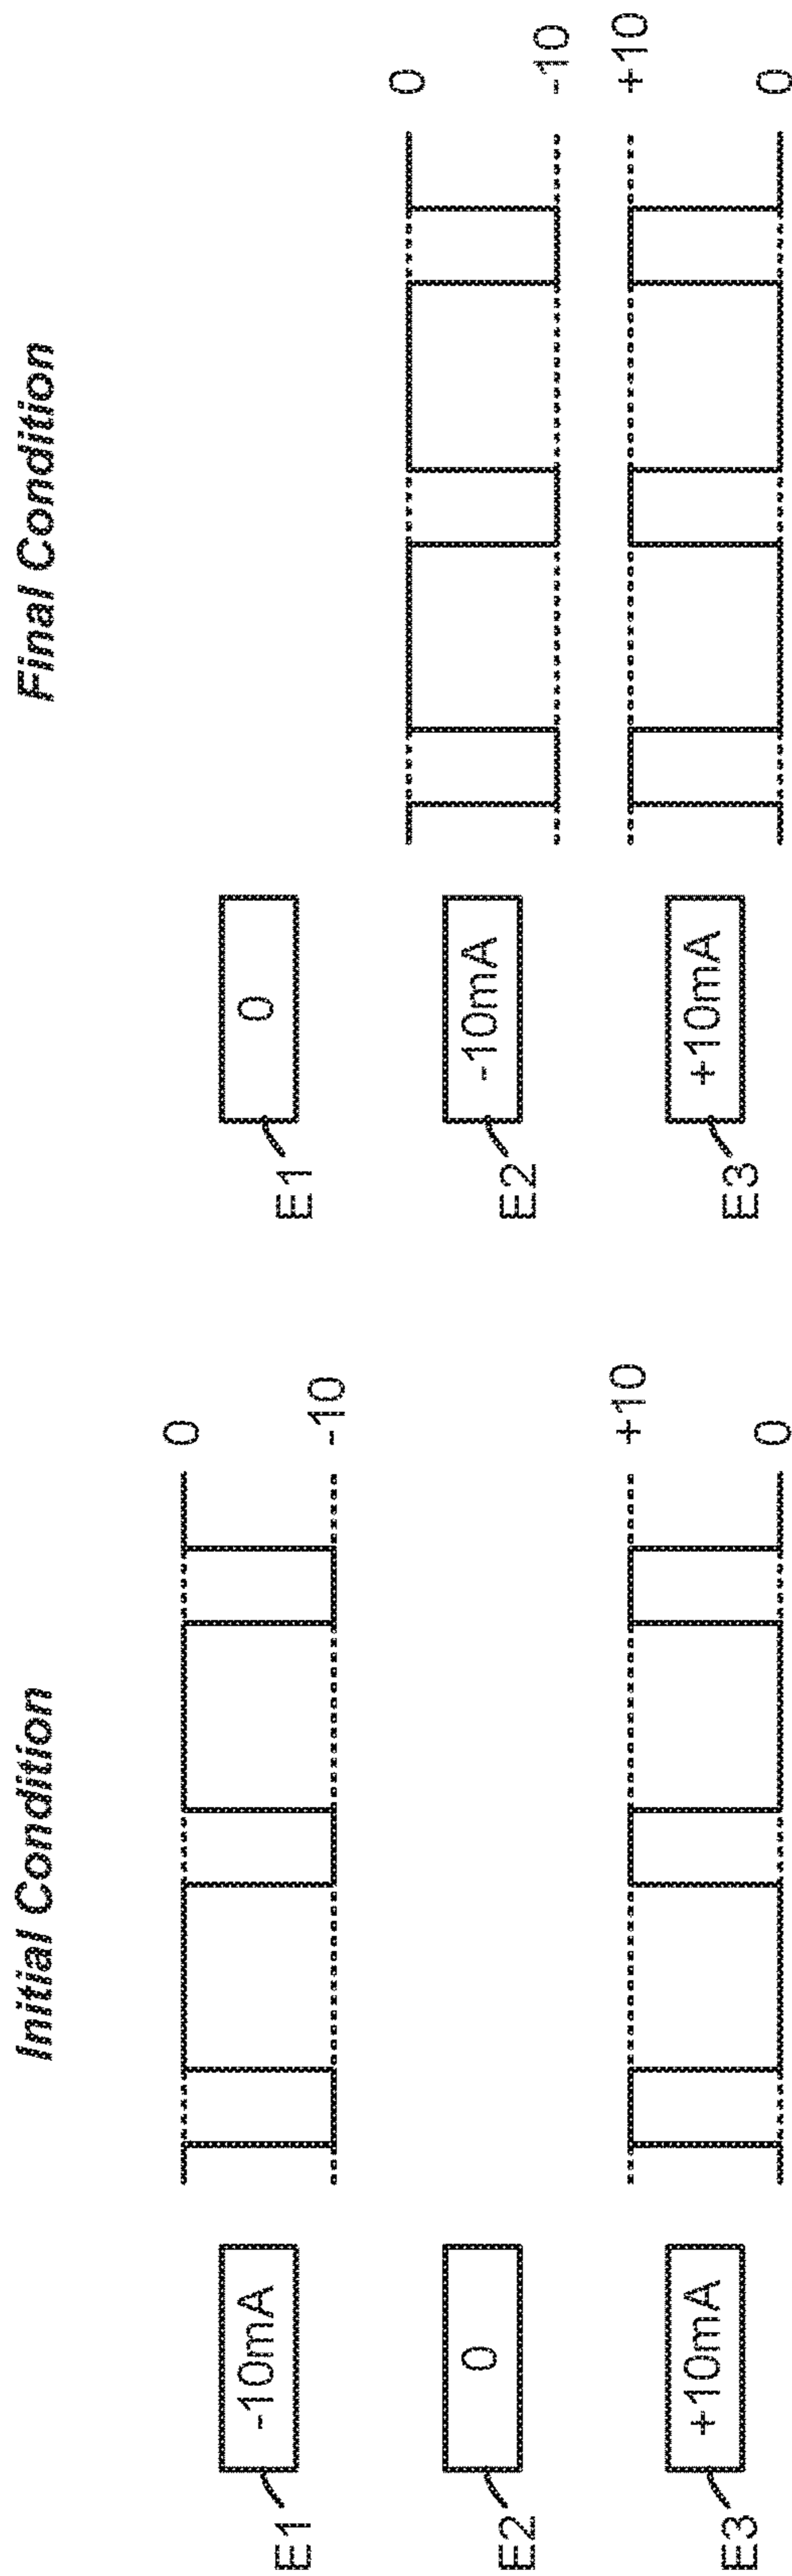 Initial Condition
E1
-10mA
0
-10
E2
0
E3
+10mA
+10
0
Final Condition
E1
0
E2
-10mA
0
-10
E3
+10mA
+10
0